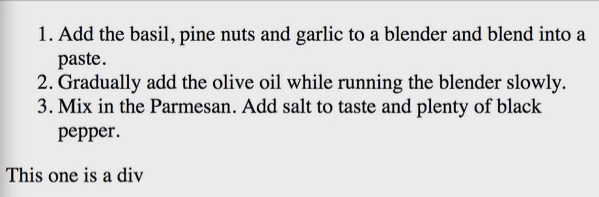 1. Add the basil, pine nuts and garlic to a blender and blend into a
paste.
2. Gradually add the olive oil while running the blender slowly.
3. Mix in the Parmesan. Add salt to taste and plenty of black
pepper.
This one is a div